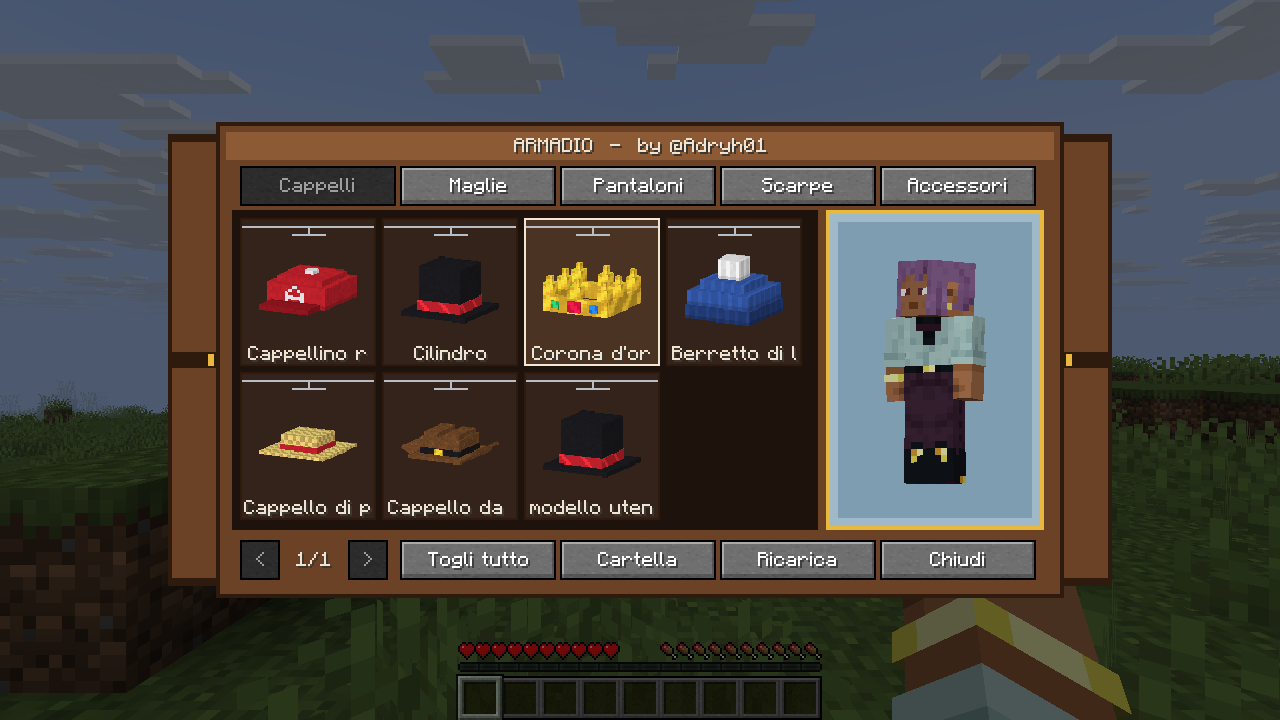 ARMADIO - by @Adryh01
Cappelli Maglie Pantaloni Scarpe Accessori
Cappellino r Cilindro Corona d'or Berretto di l
Cappello di p Cappello da modello uten
< 1/1 > Togli tutto Cartella Ricarica Chiudi